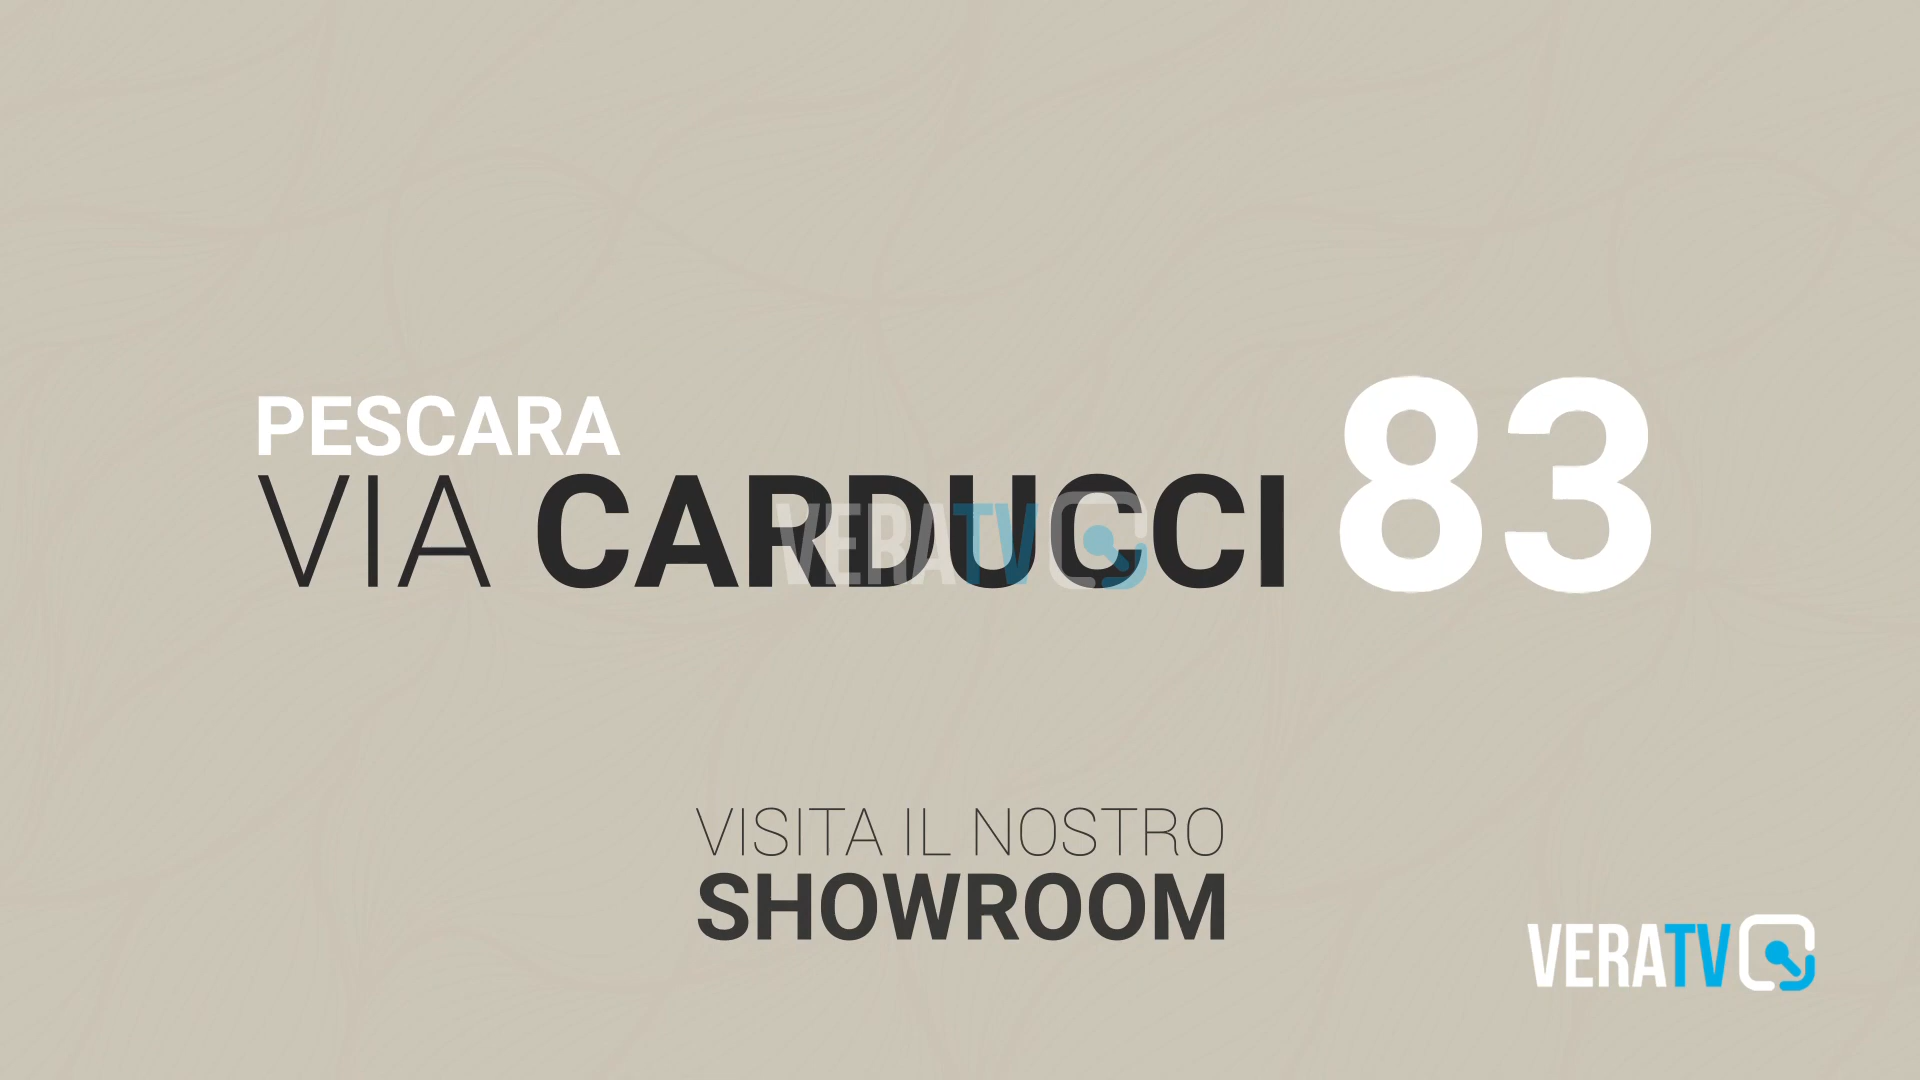 PESCARA
VIA CARDUCCI 83
VERATV
VISITA IL NOSTRO
SHOWROOM
VERATV